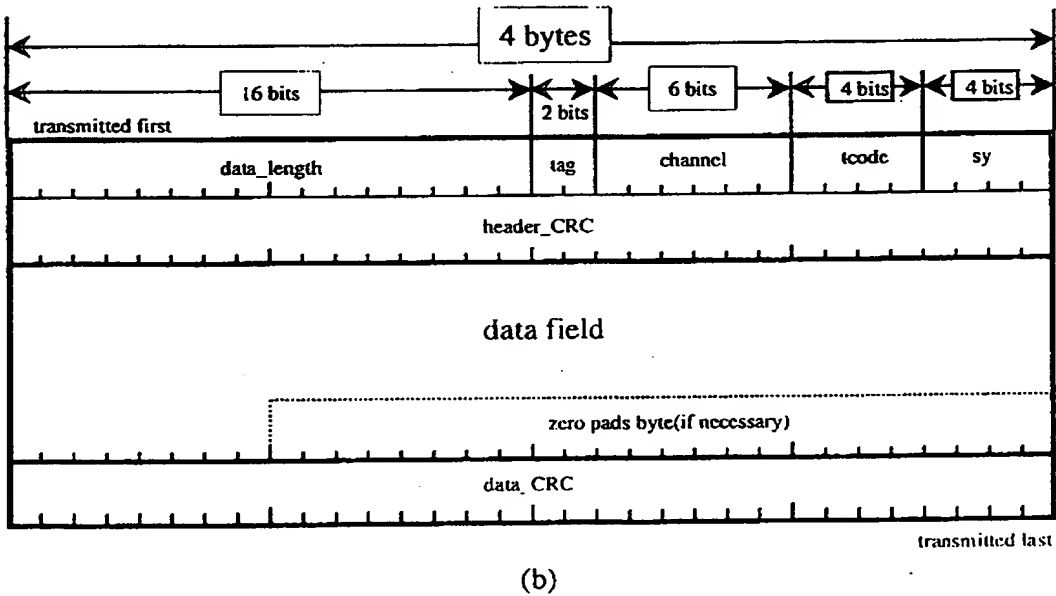 4 bytes
16 bits 2 bits 6 bits 4 bits 4 bits
transmitted first
data_length tag channel tcode sy
header_CRC
data field
zero pads byte(if necessary)
data_CRC
transmitted last
(b)